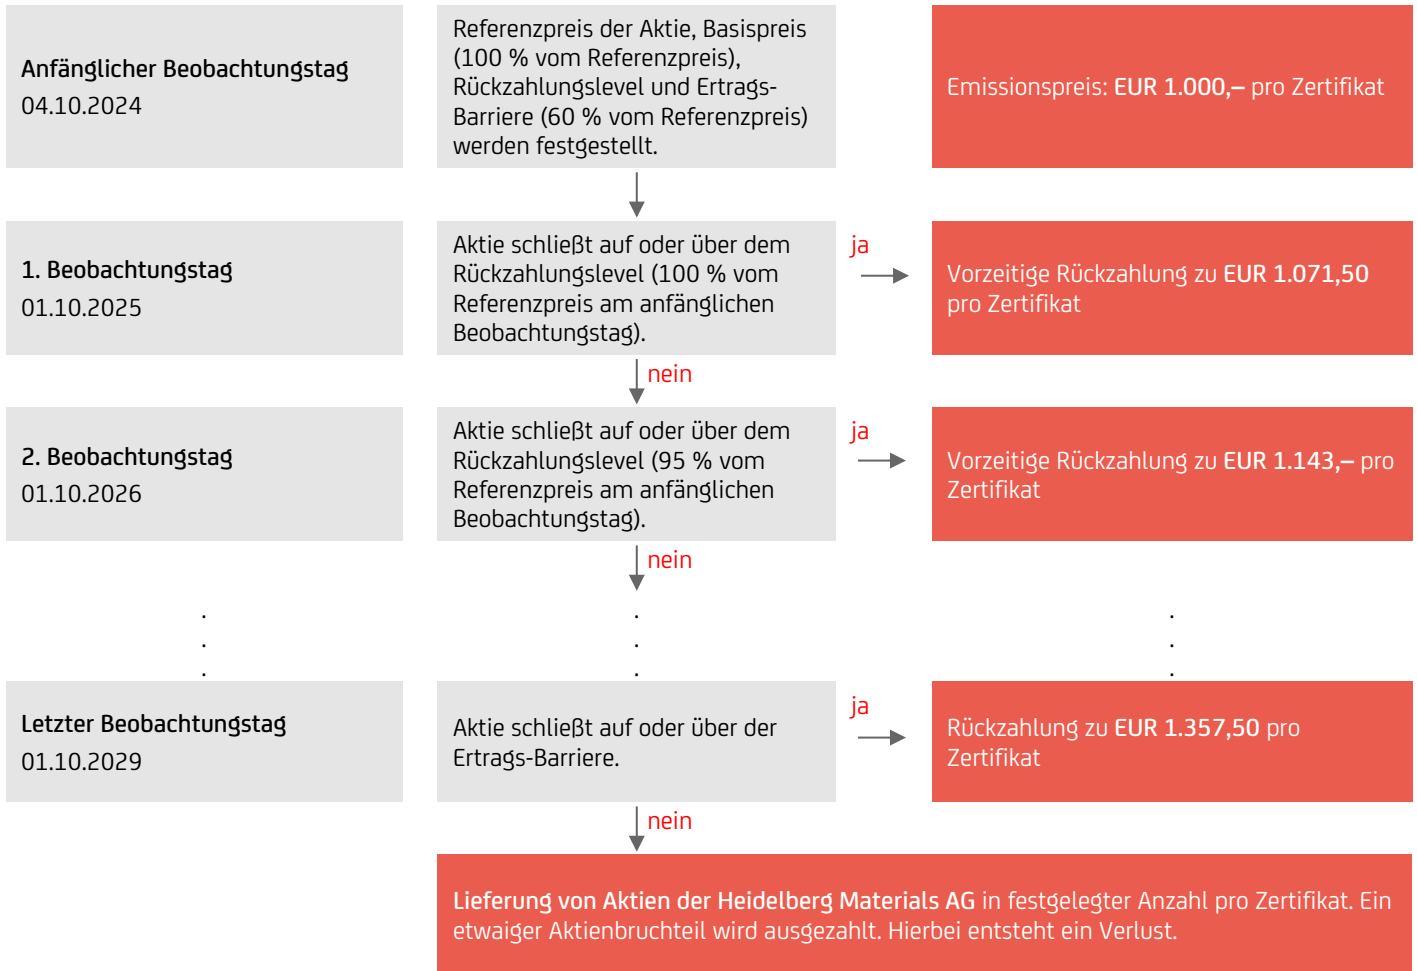 Anfänglicher Beobachtungstag
04.10.2024
Referenzpreis der Aktie, Basispreis
(100 % vom Referenzpreis),
Rückzahlungslevel und Ertrags-
Barriere (60 % vom Referenzpreis)
werden festgestellt.
Emissionspreis: EUR 1.000,– pro Zertifikat
1. Beobachtungstag
01.10.2025
Aktie schließt auf oder über dem
Rückzahlungslevel (100 % vom
Referenzpreis am anfänglichen
Beobachtungstag).
ja
Vorzeitige Rückzahlung zu EUR 1.071,50
pro Zertifikat
nein
2. Beobachtungstag
01.10.2026
Aktie schließt auf oder über dem
Rückzahlungslevel (95 % vom
Referenzpreis am anfänglichen
Beobachtungstag).
ja
Vorzeitige Rückzahlung zu EUR 1.143,– pro
Zertifikat
nein
. . .
. . .
. . .
Letzter Beobachtungstag
01.10.2029
Aktie schließt auf oder über der
Ertrags-Barriere.
ja
Rückzahlung zu EUR 1.357,50 pro
Zertifikat
nein
Lieferung von Aktien der Heidelberg Materials AG in festgelegter Anzahl pro Zertifikat. Ein
etwaiger Aktienbruchteil wird ausgezahlt. Hierbei entsteht ein Verlust.